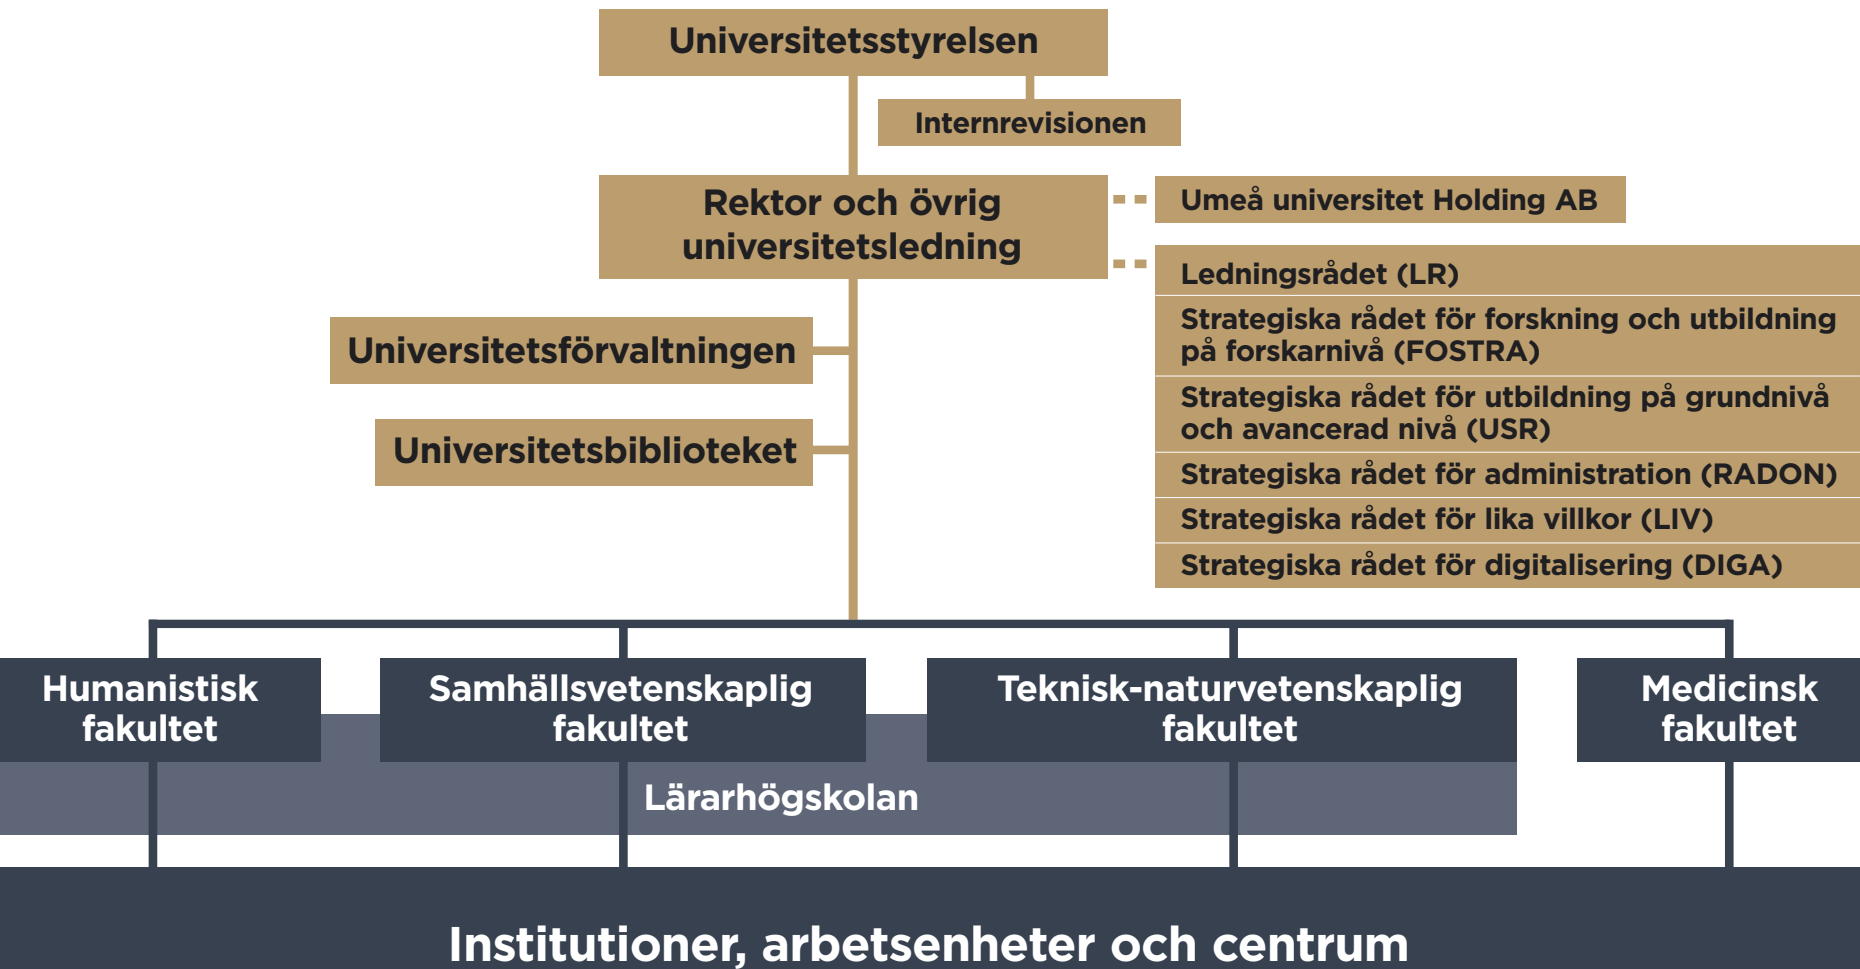 Universitetsstyrelsen
Internrevisionen
Rektor och övrig
universitetsledning
Umeå universitet Holding AB
Ledningsrådet (LR)
Strategiska rådet för forskning och utbildning
på forskarnivå (FOSTRA)
Strategiska rådet för utbildning på grundnivå
och avancerad nivå (USR)
Strategiska rådet för administration (RADON)
Strategiska rådet för lika villkor (LIV)
Strategiska rådet för digitalisering (DIGA)
Universitetsförvaltningen
Universitetsbiblioteket
Humanistisk
fakultet
Samhällsvetenskaplig
fakultet
Teknisk-naturvetenskaplig
fakultet
Medicinsk
fakultet
Lärarhögskolan
Institutioner, arbetsenheter och centrum